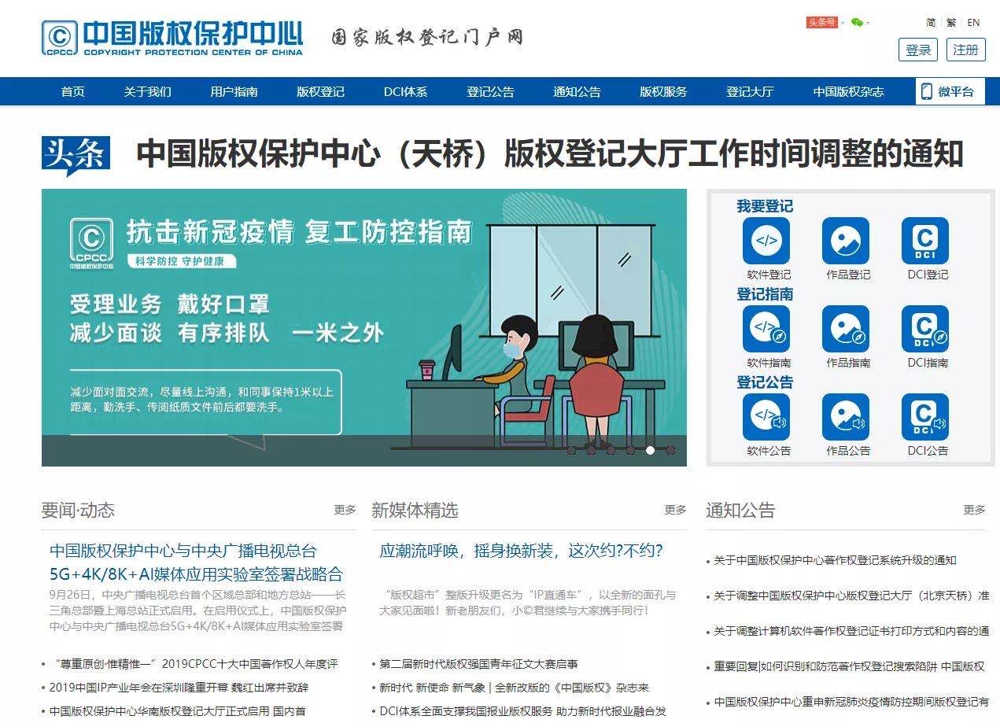 中国版权保护中心
CPCC COPYRIGHT PROTECTION CENTER OF CHINA
国家版权登记门户网
头条号
简 繁 EN
登录 注册
首页 关于我们 用户指南 版权登记 DCI体系 登记公告 通知公告 版权服务 登记大厅 中国版权杂志 微平台
头条 中国版权保护中心（天桥）版权登记大厅工作时间调整的通知
CPCC
中国版权保护中心
抗击新冠疫情 复工防控指南
科学防控 守护健康
受理业务 戴好口罩
减少面谈 有序排队 一米之外
减少面对面交流，尽量线上沟通，和同事保持1米以上
距离，勤洗手、传阅纸质文件前后都要洗手。
我要登记
DCI
软件登记 作品登记 DCI登记
登记指南
DCI
软件指南 作品指南 DCI指南
登记公告
DCI
软件公告 作品公告 DCI公告
要闻·动态 更多
中国版权保护中心与中央广播电视总台
5G+4K/8K+AI媒体应用实验室签署战略合
9月26日，中央广播电视总台首个区域总部和地方总站——长
三角总部暨上海总站正式启用。在启用仪式上，中国版权保护
中心与中央广播电视总台5G+4K/8K+AI媒体应用实验室签署
“尊重原创·惟精惟一”2019CPCC十大中国著作权人年度评
2019中国IP产业年会在深圳隆重开幕 魏红出席并致辞
中国版权保护中心华南版权登记大厅正式启用 国内首
新媒体精选 更多
应潮流呼唤，摇身换新装，这次约?不约?
“版权超市”整版升级更名为“IP直通车”，以全新的面孔与
大家见面啦！新老朋友们，小©君继续与大家携手同行！
第二届新时代版权强国青年征文大赛启事
新时代 新使命 新气象 | 全新改版的《中国版权》杂志来
DCI体系全面支撑我国报业版权服务 助力新时代报业融合发
通知公告 更多
关于中国版权保护中心著作权登记系统升级的通知
关于调整中国版权保护中心版权登记大厅（北京天桥）准
关于调整计算机软件著作权登记证书打印方式和内容的通
重要回复|如何识别和防范著作权登记搜索陷阱 中国版权
中国版权保护中心重申新冠肺炎疫情防控期间版权登记有